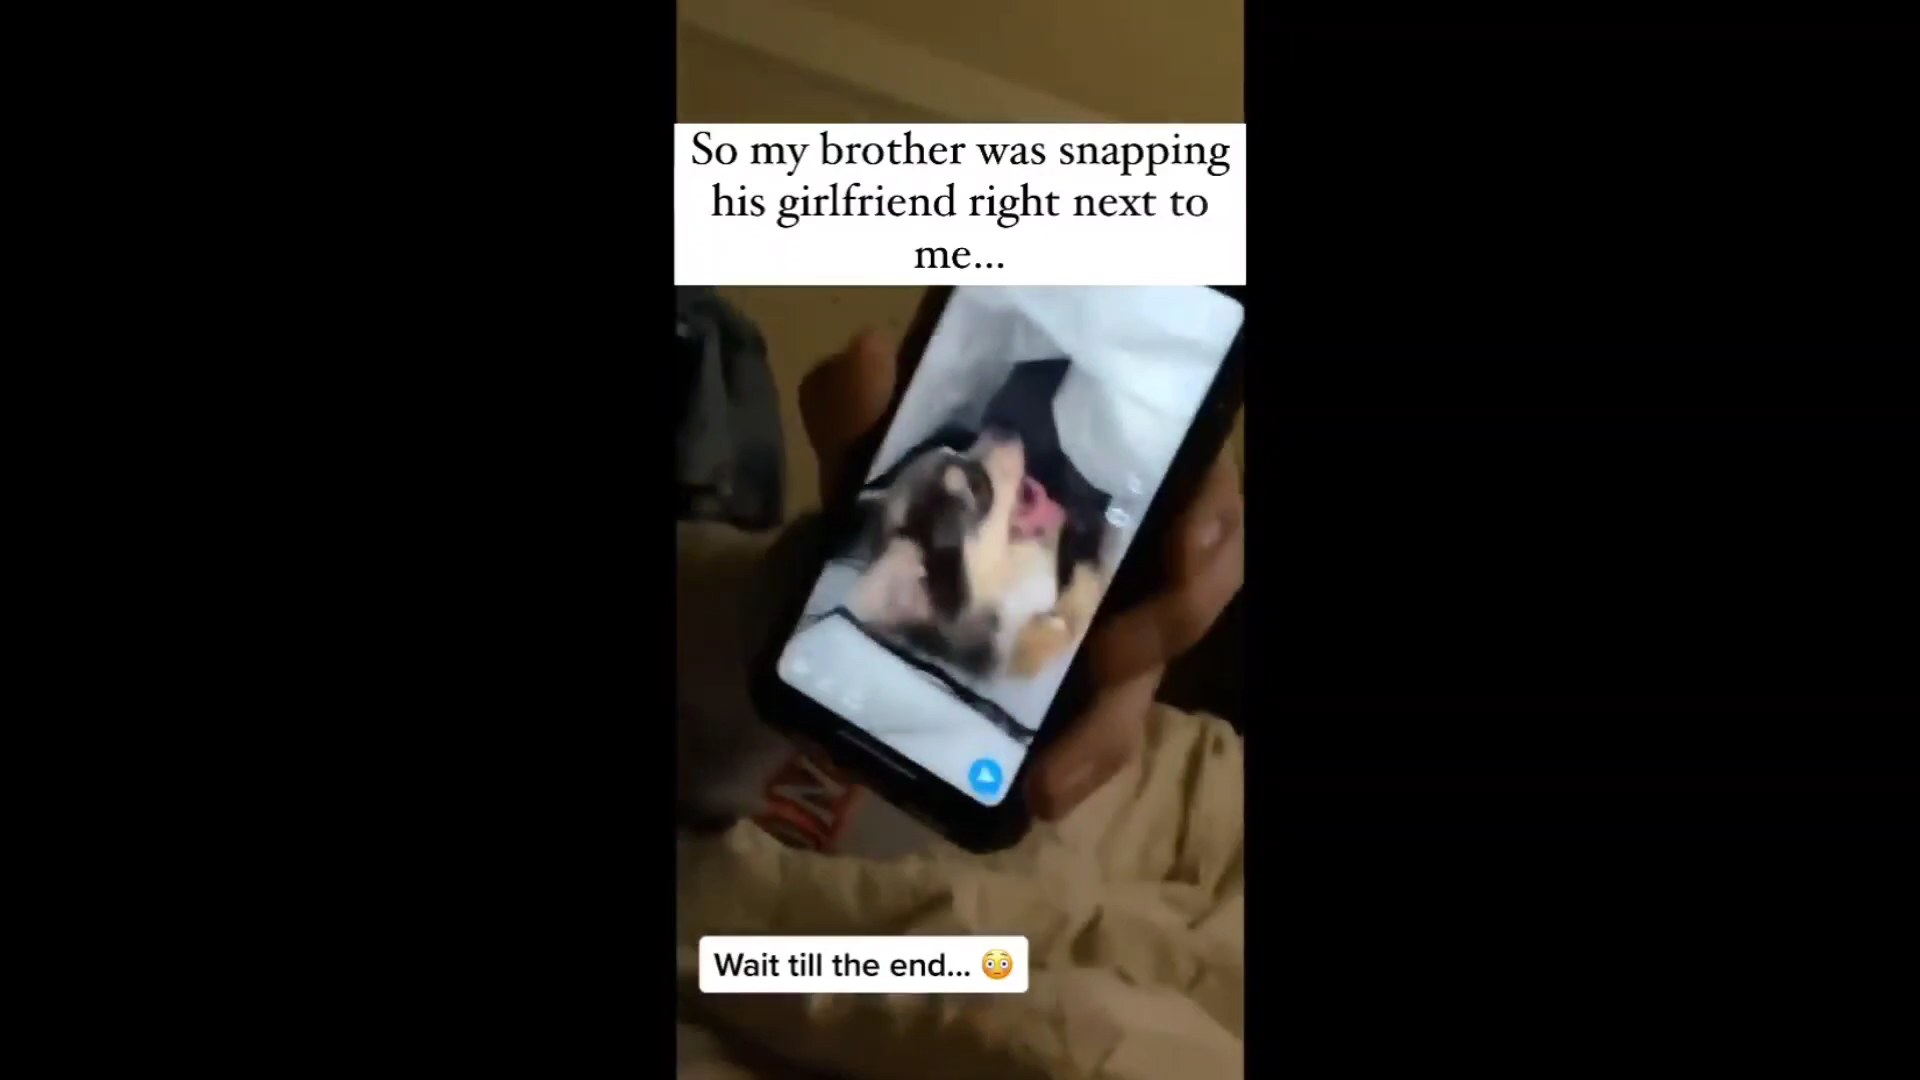 So my brother was snapping
his girlfriend right next to
me...
Wait till the end... 😳